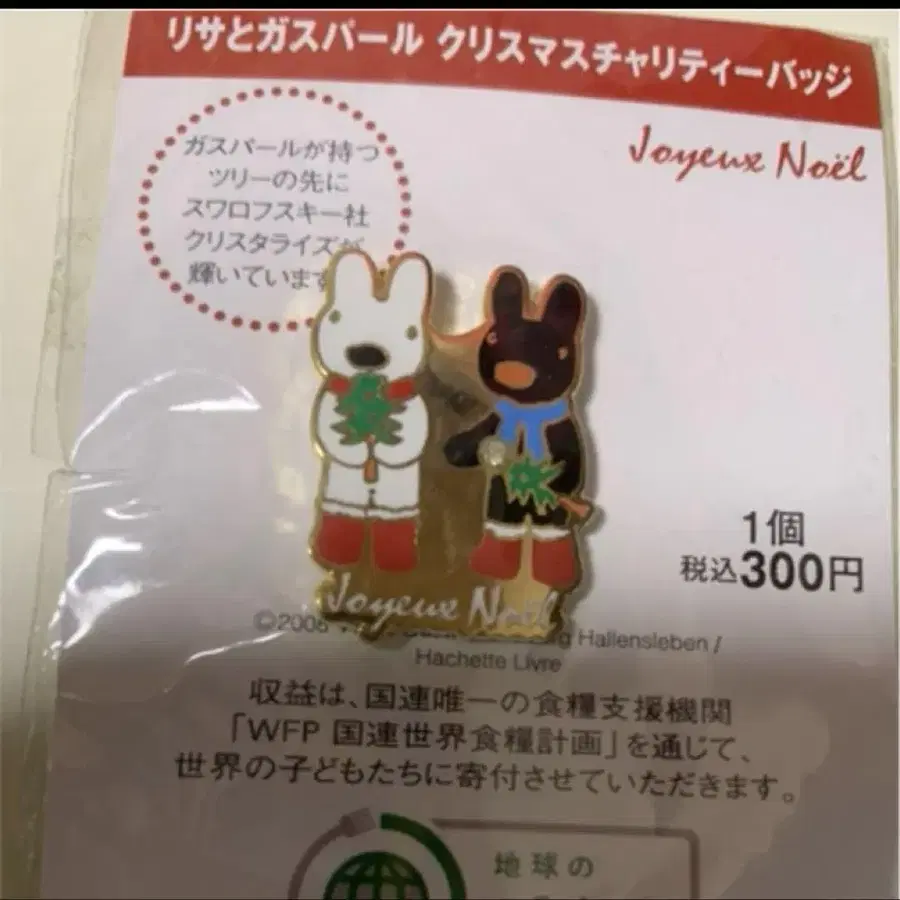 リサとガスパール クリスマスチャリティーバッジ
Joyeux Noël
ガスパールが持つ
ツリーの先に
スワロフスキー社
クリスタライズが
輝いています
1個
税込300円
Joyeux Noël
Hallensleben /
Hachette Livre
収益は、国連唯一の食糧支援機関
「WFP 国連世界食糧計画」を通じて、
世界の子どもたちに寄付させていただきます。
地球の